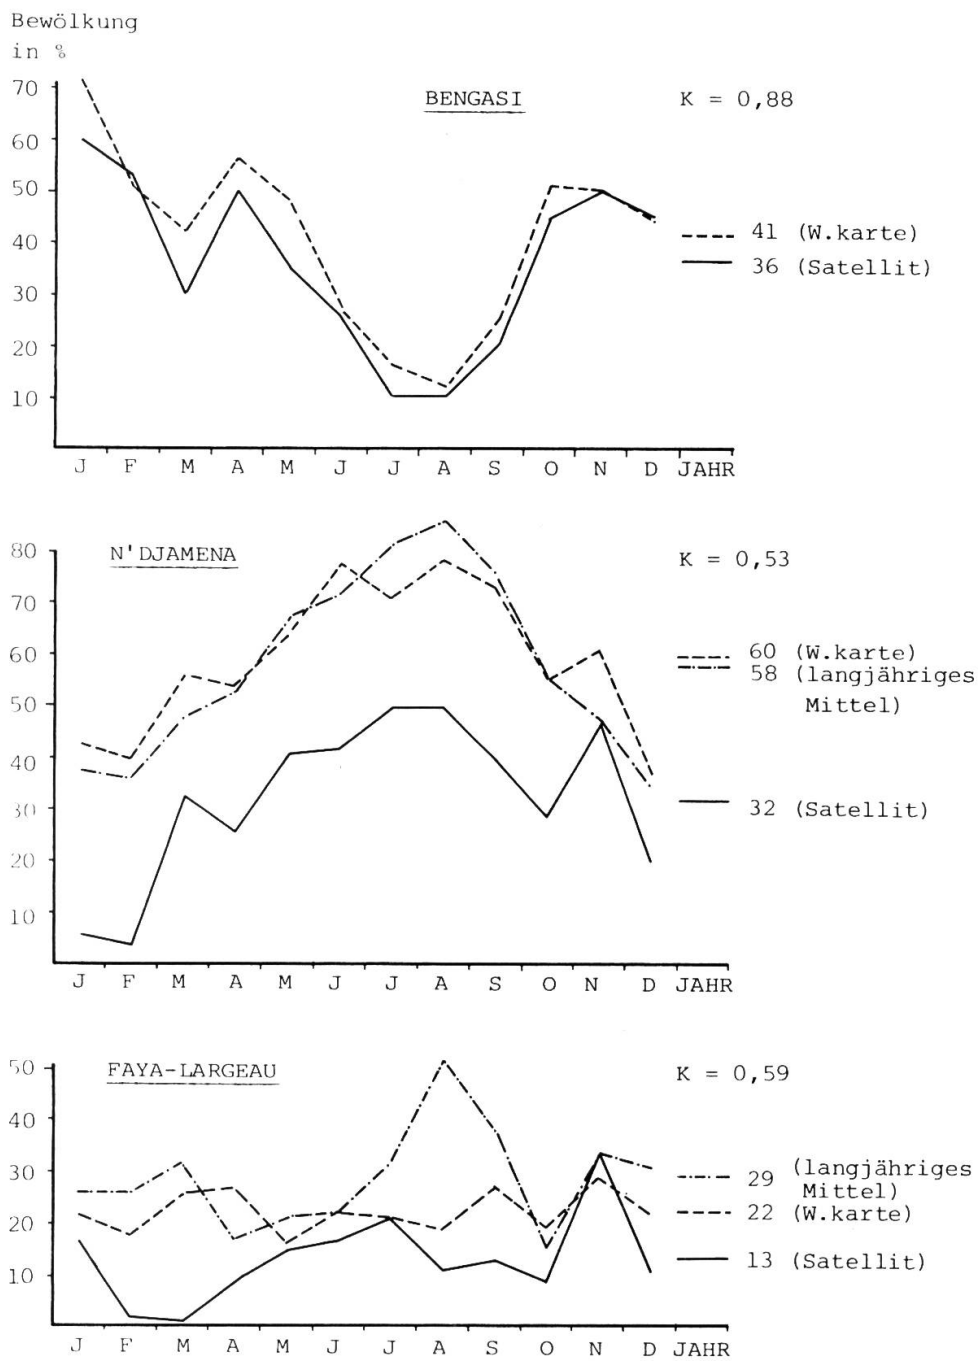 Bewölkung
in %
70
60
50
40
30
20
10
BENGASI
K = 0,88
41 (W.karte)
36 (Satellit)
J F M A M J J A S O N D JAHR
80
70
60
50
40
30
20
10
N'DJAMENA
K = 0,53
60 (W.karte)
58 (langjähriges
Mittel)
32 (Satellit)
J F M A M J J A S O N D JAHR
50
40
30
20
10
FAYA-LARGEAU
K = 0,59
29 (langjähriges
Mittel)
22 (W.karte)
13 (Satellit)
J F M A M J J A S O N D JAHR